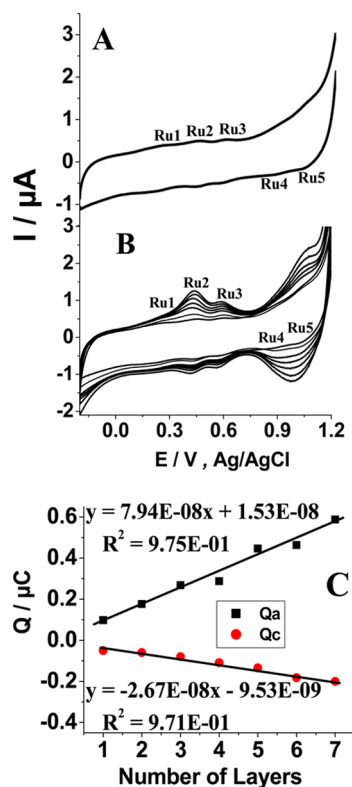 A
3
2
1
0
-1
I / µA
Ru1 Ru2 Ru3
Ru4 Ru5
B
3
2
1
0
-1
-2
Ru1 Ru2 Ru3
Ru4 Ru5
0.0 0.3 0.6 0.9 1.2
E / V , Ag/AgCl
0.6
0.4
0.2
0.0
-0.2
-0.4
Q / µC
y = 7.94E-08x + 1.53E-08
R² = 9.75E-01
C
Qa
Qc
y = -2.67E-08x - 9.53E-09
R² = 9.71E-01
1 2 3 4 5 6 7
Number of Layers